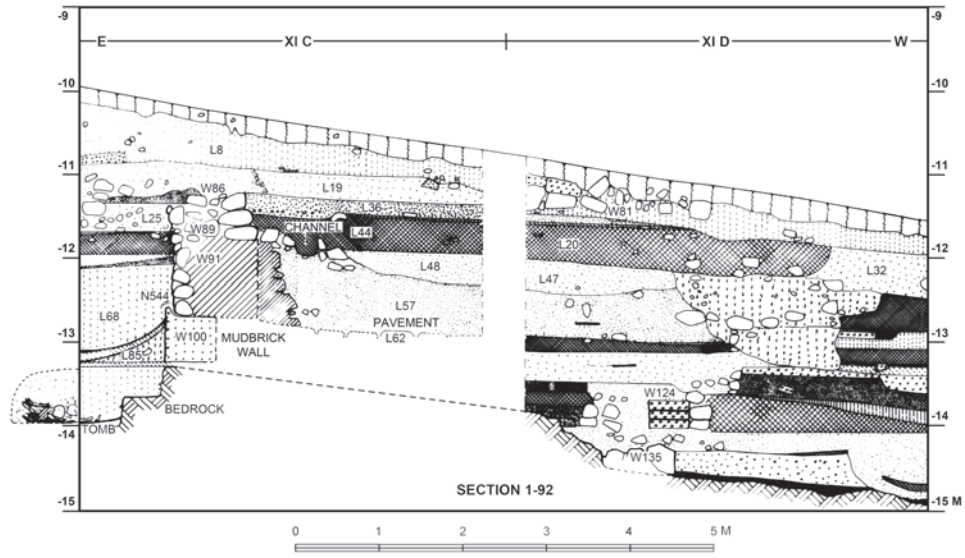 -9 -9
E XI C XI D W
-10 -10
L8
-11 -11
W86 L19
L36 W81
L25 W89 CHANNEL L44
L20
-12 -12
W91 L48 L47 L32
N544
L68 L57
PAVEMENT
-13 -13
W100 MUDBRICK L62
WALL
L85
W124
BEDROCK
-14 TOMB -14
W135
SECTION 1-92
-15 -15 M
0 1 2 3 4 5 M